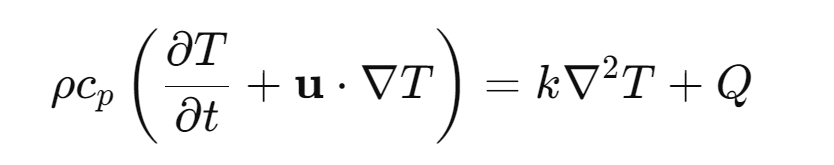 ρc_p (∂T/∂t + 𝐮 · ∇T) = k∇²T + Q